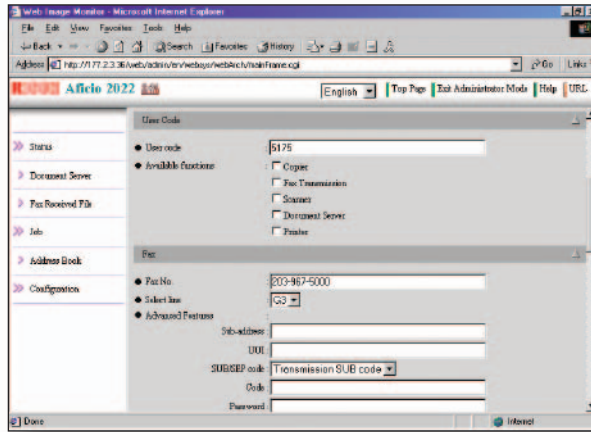 Web Image Monitor - Microsoft Internet Explorer
File Edit View Favorites Tools Help
Back Search Favorites History
Address http://177.2.3.36/web/admin/en/websys/webArch/mainFrame.cgi Go Links
Aficio 2022 English Top Page Exit Administrator Mode Help URL
User Code
Status
User code : 5175
Available functions : Copier
Document Server
Fax Transmission
Fax Received File
Scanner
Document Server
Job
Printer
Address Book
Fax
Configuration
Fax No. : 203-967-5000
Select line : G3
Advanced Features :
Sub-address :
UUI :
SUB/SEP code : Transmission SUB code
Code :
Password :
Done Internet